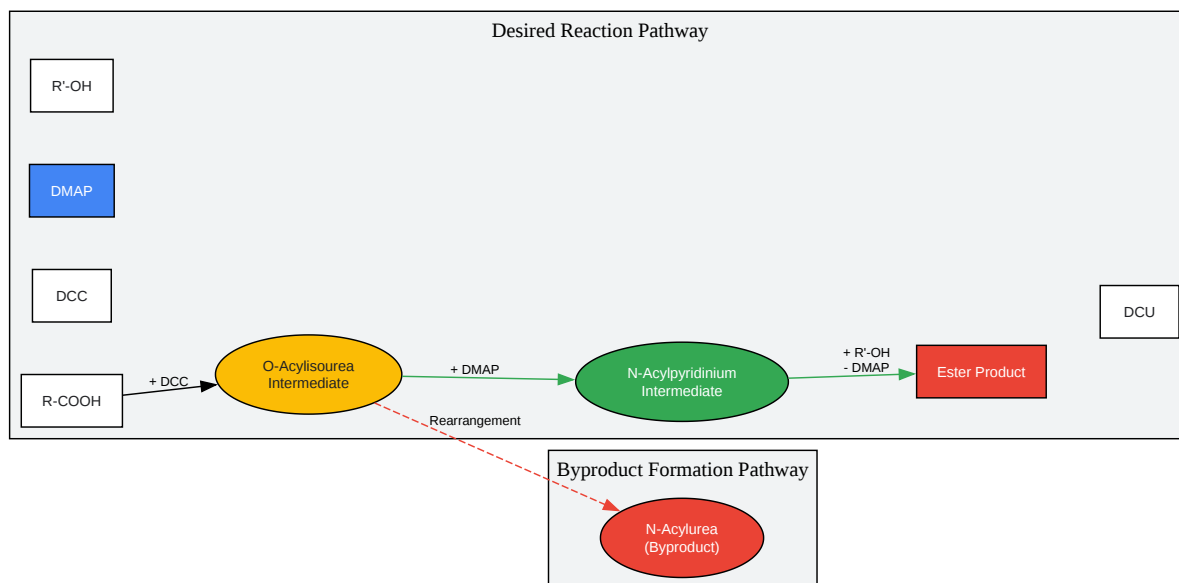 Desired Reaction Pathway
R'-OH
DMAP
DCC
DCU
R-COOH
+ DCC
O-Acylisourea
Intermediate
+ DMAP
N-Acylpyridinium
Intermediate
+ R'-OH
- DMAP
Ester Product
Rearrangement
Byproduct Formation Pathway
N-Acylurea
(Byproduct)